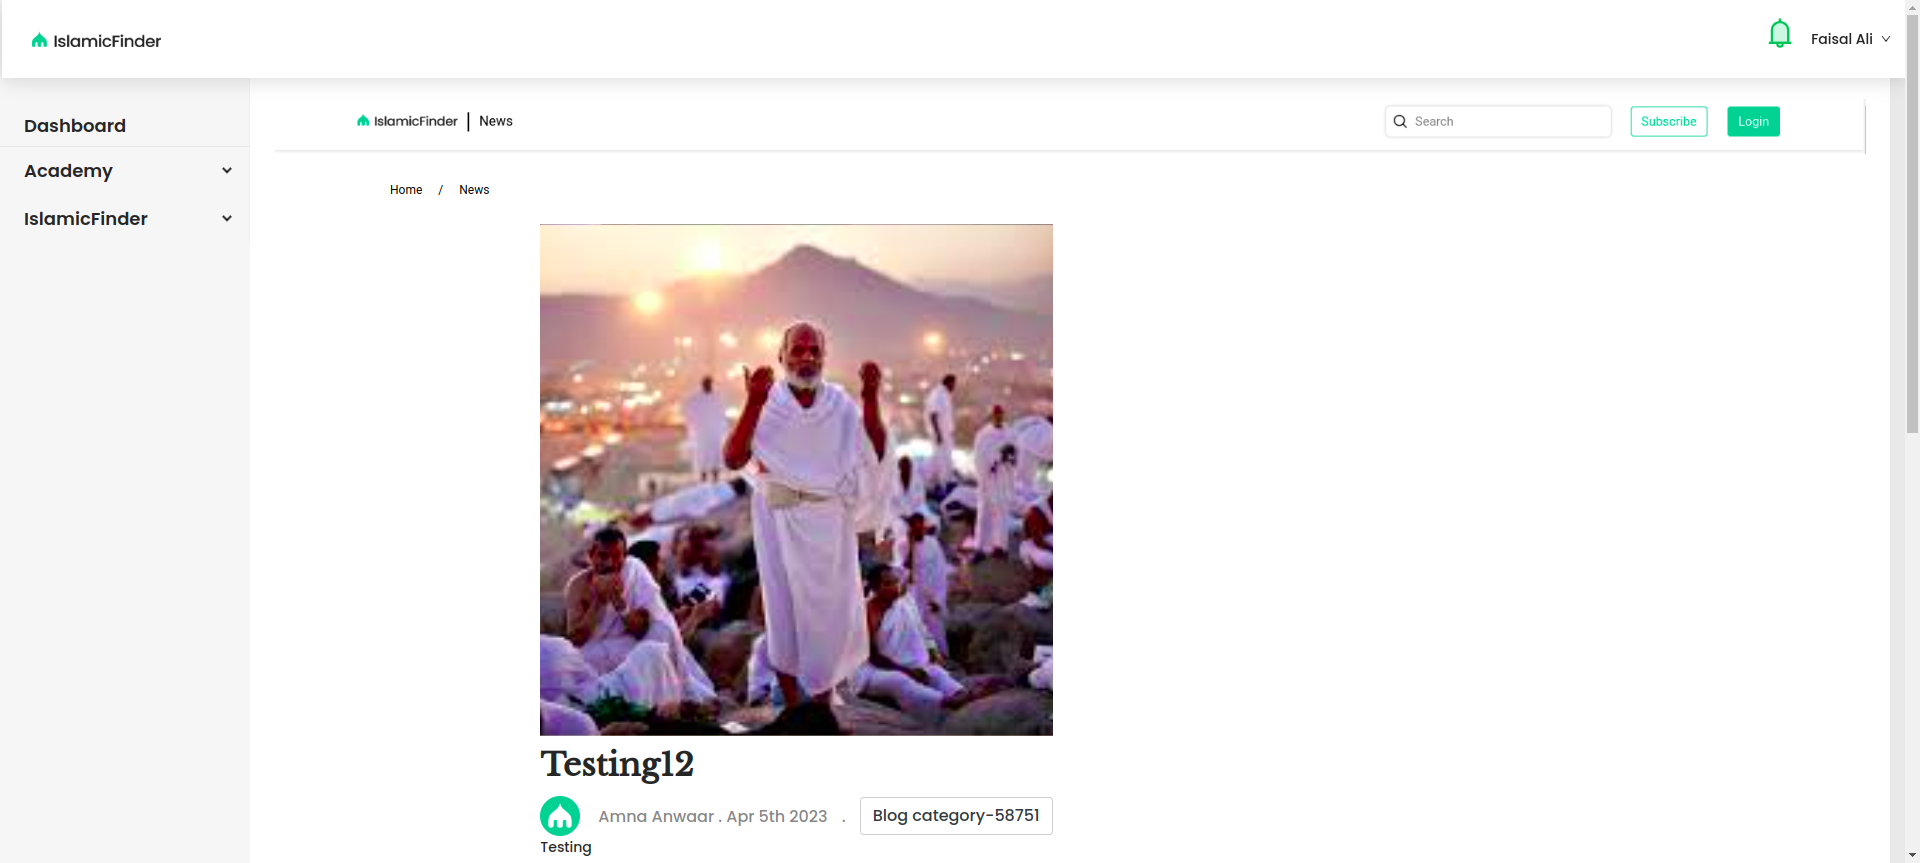 IslamicFinder
Faisal Ali
Dashboard
Academy
IslamicFinder
IslamicFinder | News
Search
Subscribe
Login
Home / News
Testing12
Amna Anwaar . Apr 5th 2023 . Blog category-58751
Testing